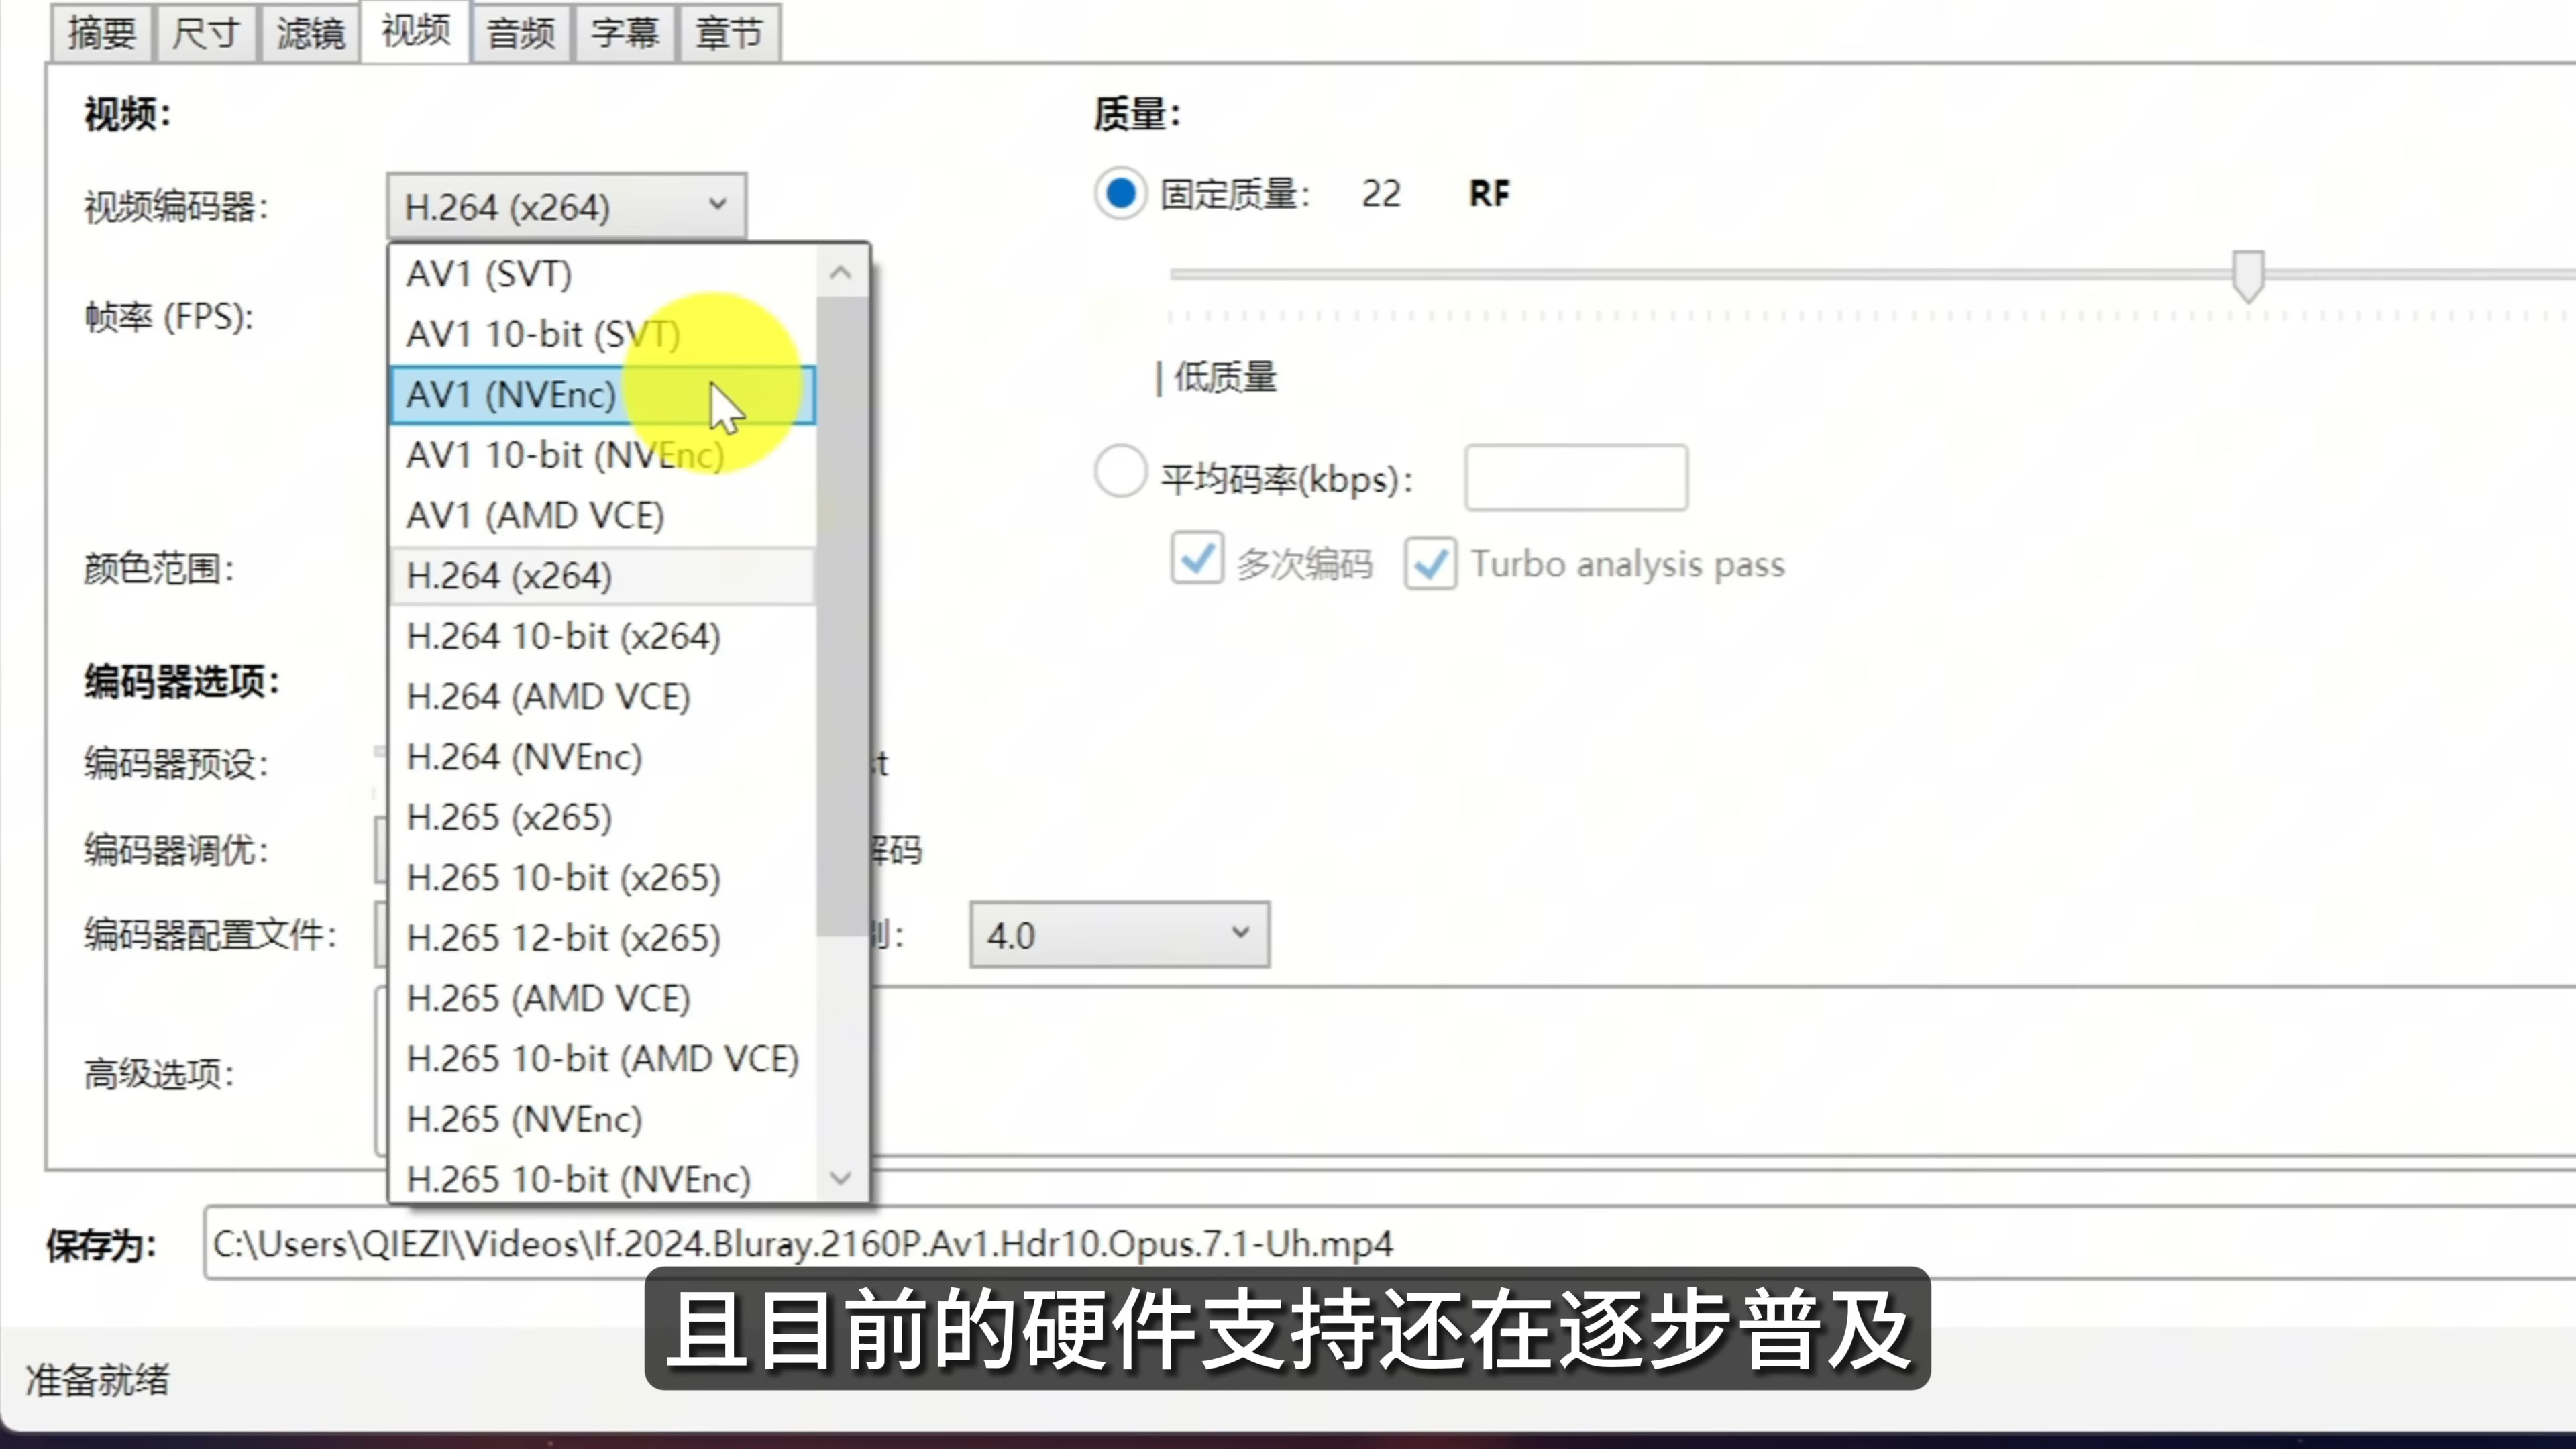 摘要 尺寸 滤镜 视频 音频 字幕 章节
视频： 质量：
视频编码器： H.264 (x264) 固定质量： 22 RF
AV1 (SVT)
帧率 (FPS): AV1 10-bit (SVT)
AV1 (NVEnc) | 低质量
AV1 10-bit (NVEnc) 平均码率(kbps)：
AV1 (AMD VCE)
颜色范围： H.264 (x264) 多次编码 Turbo analysis pass
H.264 10-bit (x264)
编码器选项： H.264 (AMD VCE)
编码器预设： H.264 (NVEnc)
H.265 (x265)
编码器调优： H.265 10-bit (x265) 解码
编码器配置文件： H.265 12-bit (x265) 4.0
H.265 (AMD VCE)
高级选项： H.265 10-bit (AMD VCE)
H.265 (NVEnc)
H.265 10-bit (NVEnc)
保存为： C:\Users\QIEZI\Videos\If.2024.Bluray.2160P.Av1.Hdr10.Opus.7.1-Uh.mp4
且目前的硬件支持还在逐步普及
准备就绪